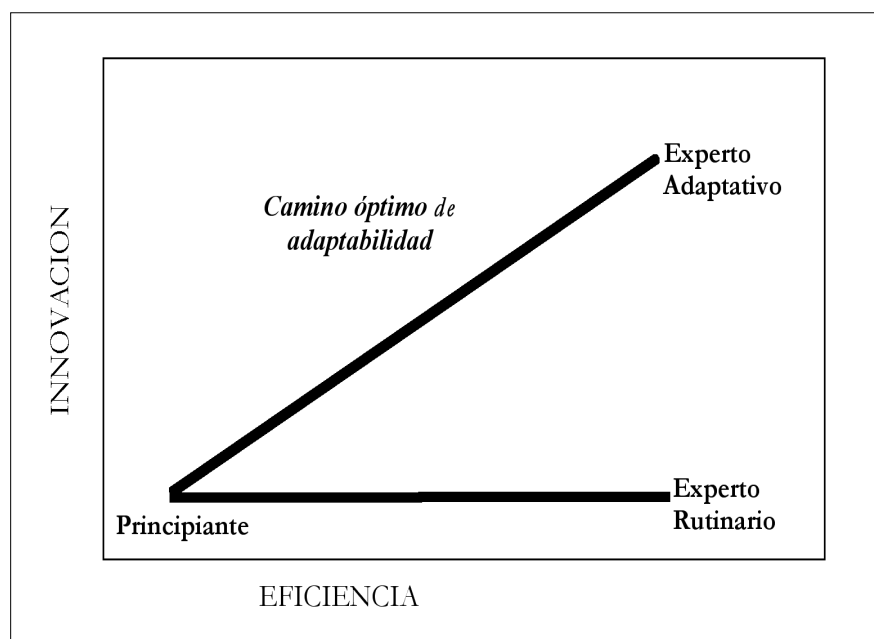 Experto
Adaptativo
Camino óptimo de
adaptabilidad
INNOVACION
Experto
Rutinario
Principiante
EFICIENCIA